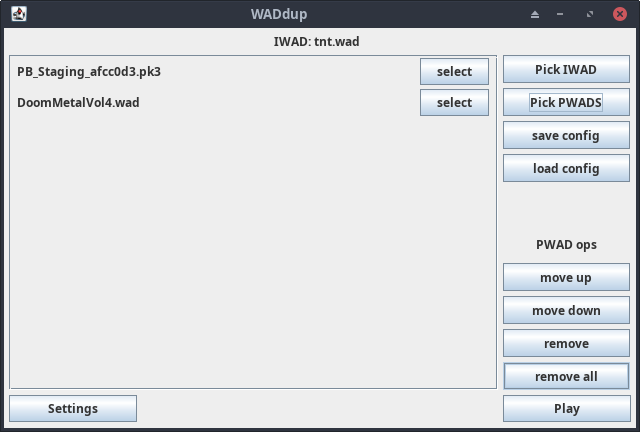 WADdup
IWAD: tnt.wad
PB_Staging_afcc0d3.pk3 select
DoomMetalVol4.wad select
Pick IWAD
Pick PWADS
save config
load config
PWAD ops
move up
move down
remove
remove all
Settings
Play